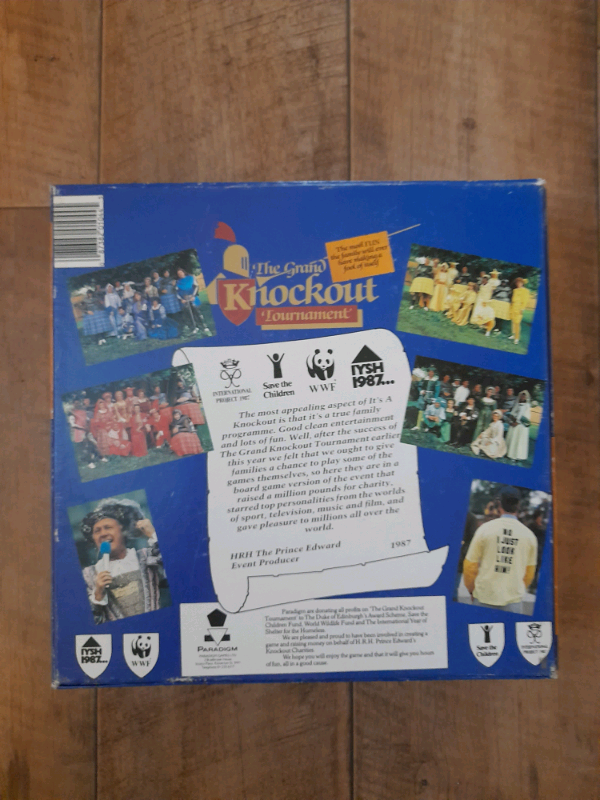 The Grand
Knockout
Tournament
The most FUN
the family will ever
have making a
fool of itself
INTERNATIONAL
PROJECT 1987
Save the
Children
WWF
IYSH
1987...
The most appealing aspect of It's A
Knockout is that it's a true family
programme. Good clean entertainment
and lots of fun. Well, after the success of
The Grand Knockout Tournament earlier
this year we felt that we ought to give
families a chance to play some of the
games themselves, so here they are in a
board game version of the event that
raised a million pounds for charity,
starred top personalities from the worlds
of sport, television, music and film, and
gave pleasure to millions all over the
world.
HRH The Prince Edward
Event Producer
1987
NO
I JUST
LOOK
LIKE
HIM!
PARADIGM
Paradigm are donating all profits on 'The Grand Knockout
Tournament' to The Duke of Edinburgh's Award Scheme, Save the
Children Fund, World Wildlife Fund and The International Year of
Shelter for the Homeless.
We are pleased and proud to have been involved in creating a
game and raising money on behalf of H.R.H. Prince Edward's
Knockout Charities.
We hope you will enjoy the game and that it will give you hours
of fun, all in a good cause.
IYSH
1987...
WWF
Save the
Children
INTERNATIONAL
PROJECT 1987